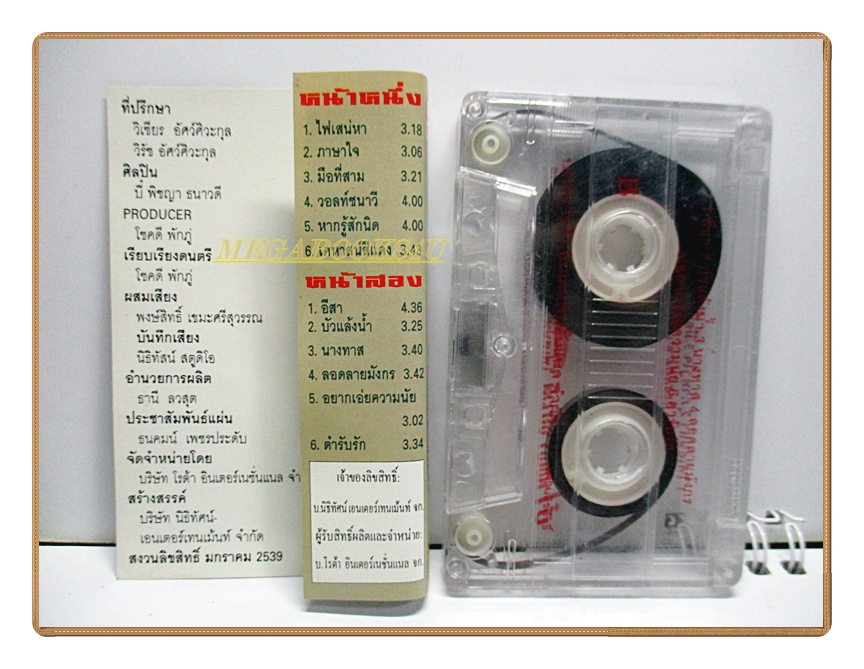 ที่ปรึกษา
วิเชียร อัศว์ศิวะกุล
วิรัช อัศว์ศิวะกุล
ศิลปิน
บี๋ พิชญา ธนาวดี
PRODUCER
โชคดี พักภู่
เรียบเรียงดนตรี
โชคดี พักภู่
ผสมเสียง
พงษ์สิทธิ์ เขมะศรีสุวรรณ
บันทึกเสียง
นิธิทัสน์ สตูดิโอ
อำนวยการผลิต
ธานี ลวสุต
ประชาสัมพันธ์แผ่น
ธนคมน์ เพชรประดับ
จัดจำหน่ายโดย
บริษัท โรต้า อินเตอร์เนชั่นแนล จำ
สร้างสรรค์
บริษัท นิธิทัศน์-
เอนเตอร์เทนเม้นท์ จำกัด
สงวนลิขสิทธิ์ มกราคม 2539
หน้าหนึ่ง
1. ไฟเสน่หา 3.18
2. ภาษาใจ 3.06
3. มือที่สาม 3.21
4. วอลท์ชนาวี 4.00
5. หากรู้สักนิด 4.00
6. คฤหาสน์สีแดง 3.43
MEGABOOKSAU
หน้าสอง
1. อีสา 4.36
2. บัวแล้งน้ำ 3.25
3. นางทาส 3.40
4. ลอดลายมังกร 3.42
5. อยากเอ่ยความนัย
3.02
6. ตำรับรัก 3.34
เจ้าของลิขสิทธิ์:
บ.นิธิทัศน์ เอนเตอร์เทนเม้นท์ จก.
ผู้รับสิทธิ์ผลิตและจำหน่าย:
บ.โรต้า อินเตอร์เนชั่นแนล จก.